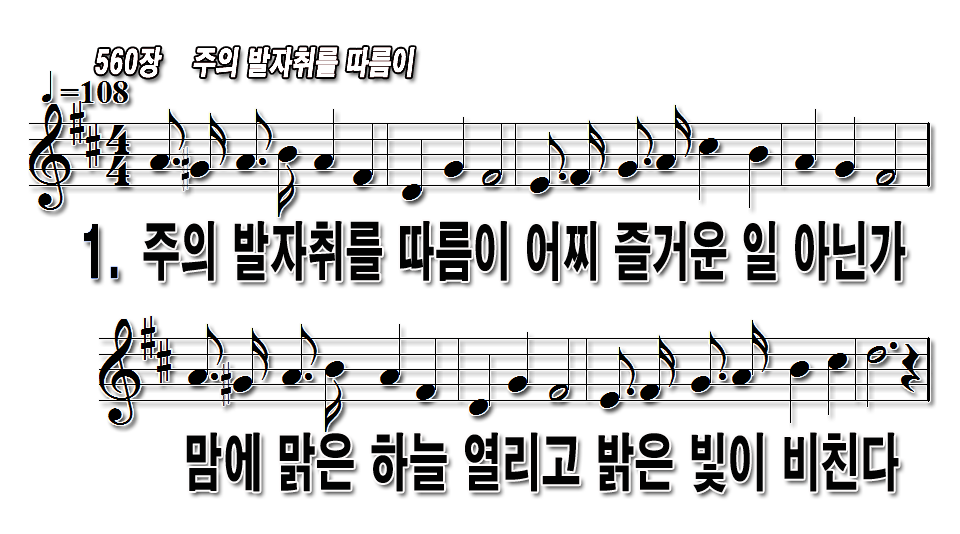 560장 주의 발자취를 따름이
♩=108
4
4
1. 주의 발자취를 따름이 어찌 즐거운 일 아닌가
맘에 맑은 하늘 열리고 밝은 빛이 비친다